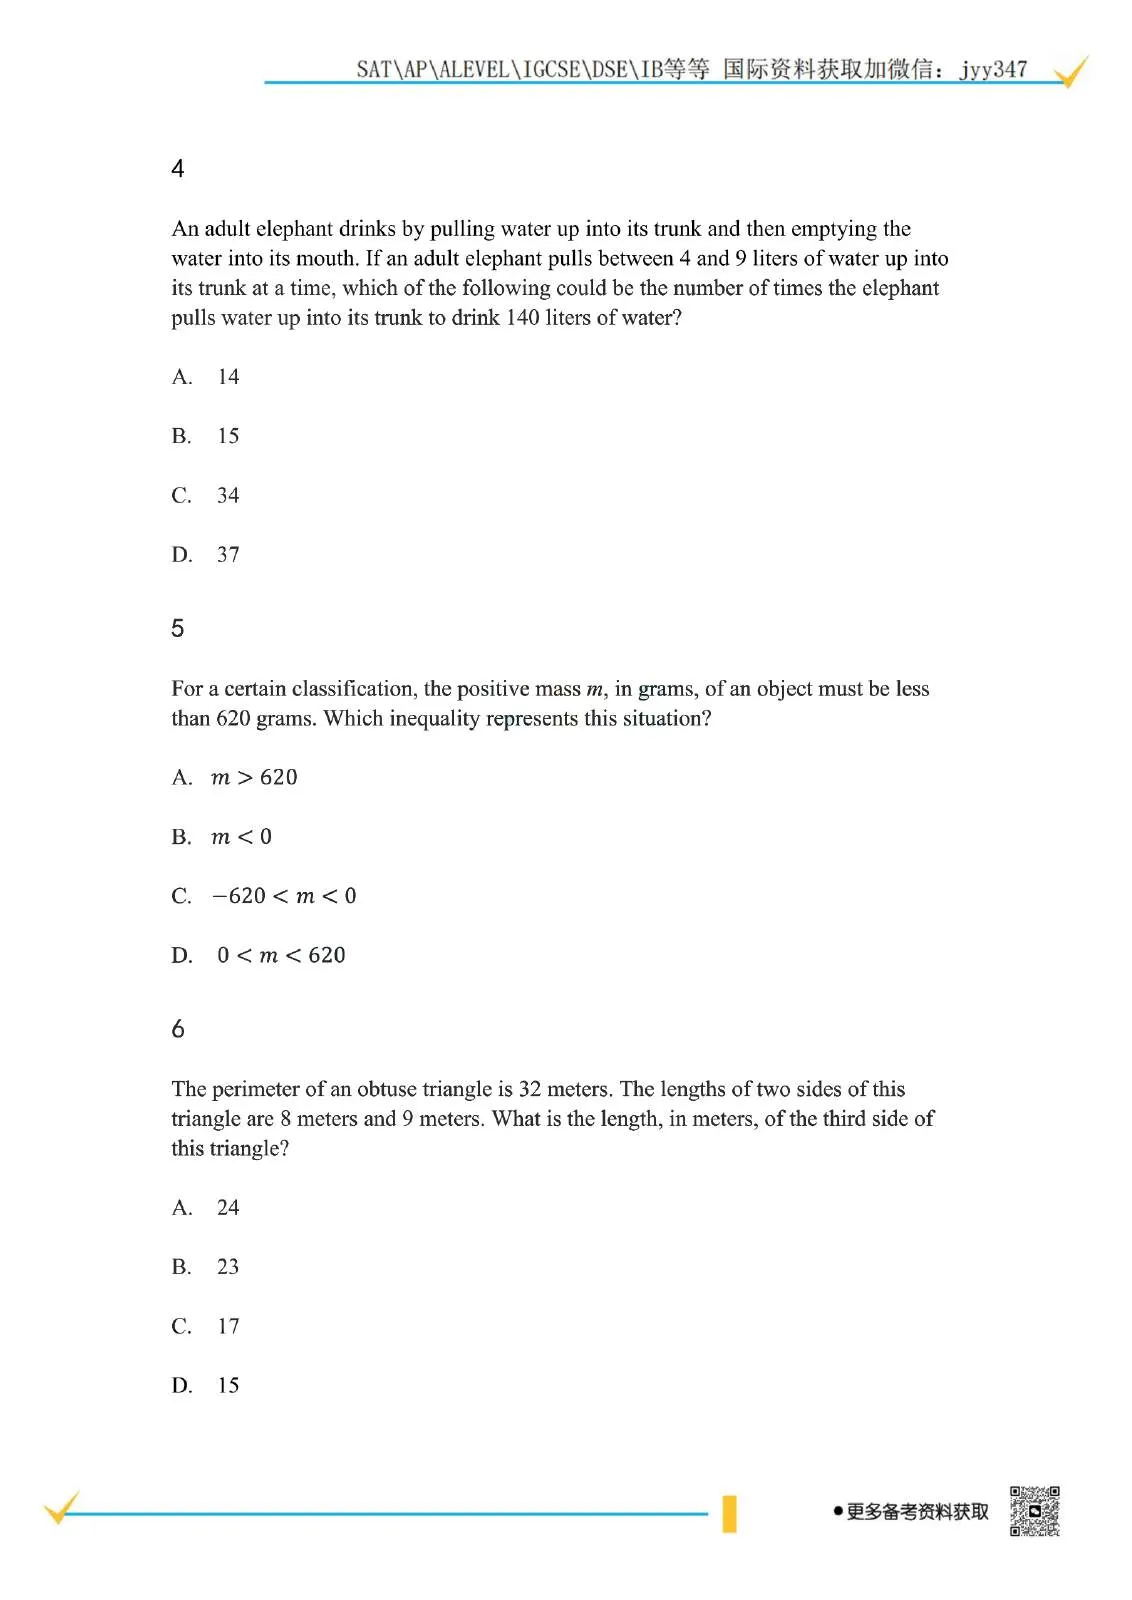 SAT\AP\ALEVEL\IGCSE\DSE\IB等等 国际资料获取加微信：jyy347
4
An adult elephant drinks by pulling water up into its trunk and then emptying the
water into its mouth. If an adult elephant pulls between 4 and 9 liters of water up into
its trunk at a time, which of the following could be the number of times the elephant
pulls water up into its trunk to drink 140 liters of water?
A. 14
B. 15
C. 34
D. 37
5
For a certain classification, the positive mass m, in grams, of an object must be less
than 620 grams. Which inequality represents this situation?
A. m > 620
B. m < 0
C. −620 < m < 0
D. 0 < m < 620
6
The perimeter of an obtuse triangle is 32 meters. The lengths of two sides of this
triangle are 8 meters and 9 meters. What is the length, in meters, of the third side of
this triangle?
A. 24
B. 23
C. 17
D. 15
●更多备考资料获取